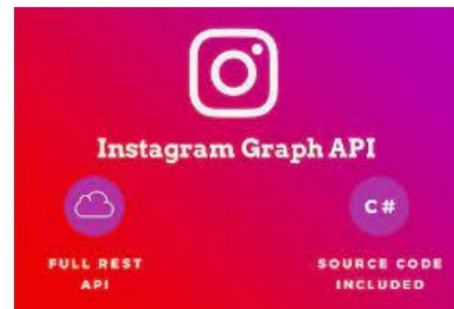 Instagram Graph API
C#
FULL REST
API
SOURCE CODE
INCLUDED